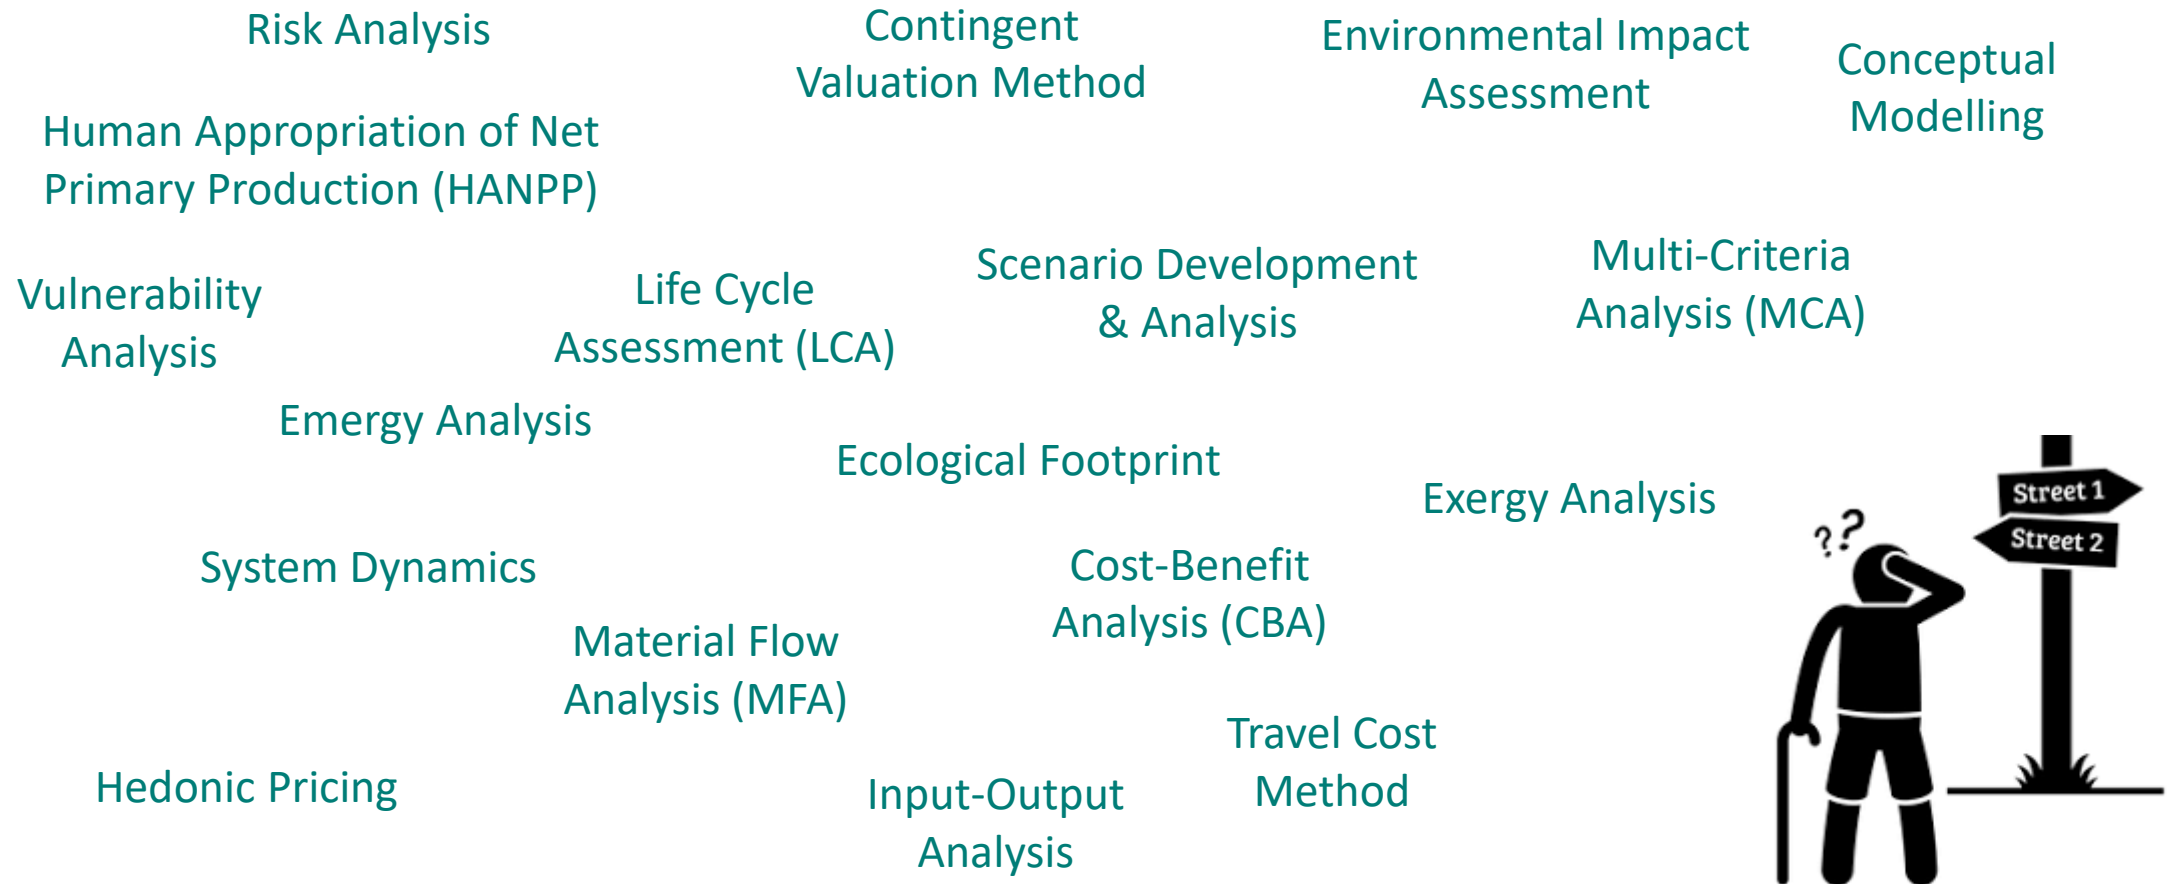 Risk Analysis
Contingent
Valuation Method
Environmental Impact
Assessment
Conceptual
Modelling
Human Appropriation of Net
Primary Production (HANPP)
Vulnerability
Analysis
Life Cycle
Assessment (LCA)
Scenario Development
& Analysis
Multi-Criteria
Analysis (MCA)
Emergy Analysis
Ecological Footprint
Exergy Analysis
Street 1
Street 2
??
System Dynamics
Cost-Benefit
Analysis (CBA)
Material Flow
Analysis (MFA)
Travel Cost
Method
Hedonic Pricing
Input-Output
Analysis